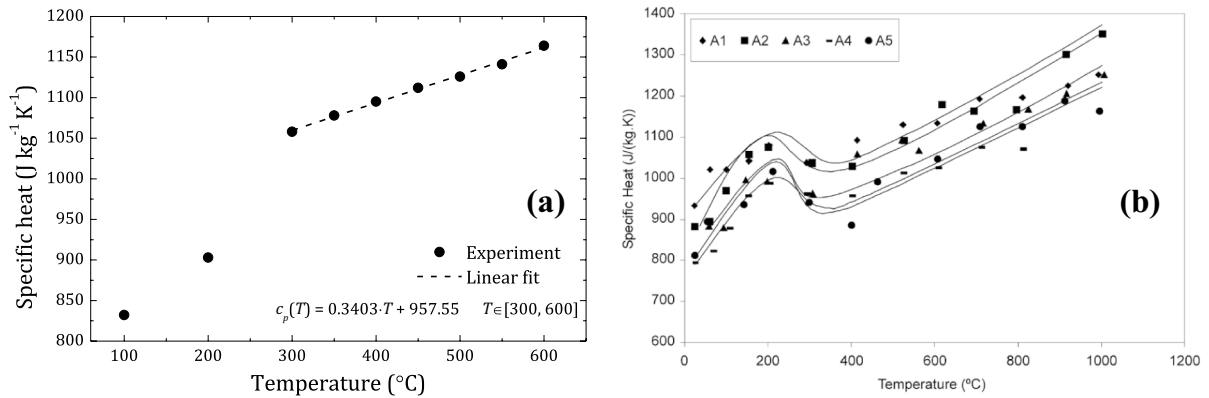 1200
1150
1100
1050
1000
950
900
850
800
100 200 300 400 500 600
Specific heat (J kg⁻¹ K⁻¹)
Temperature (°C)
(a)
Experiment
Linear fit
cₚ(T) = 0.3403·T + 957.55 T∈[300, 600]
1400
1300
1200
1100
1000
900
800
700
600
0 200 400 600 800 1000 1200
Specific Heat (J/(kg.K))
Temperature (ºC)
A1 A2 A3 A4 A5
(b)